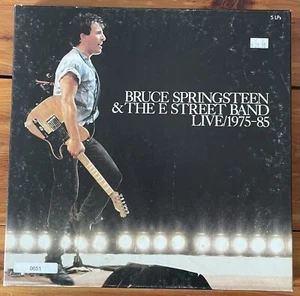 5 LPs
BRUCE SPRINGSTEEN
& THE E STREET BAND
LIVE/1975-85
0651